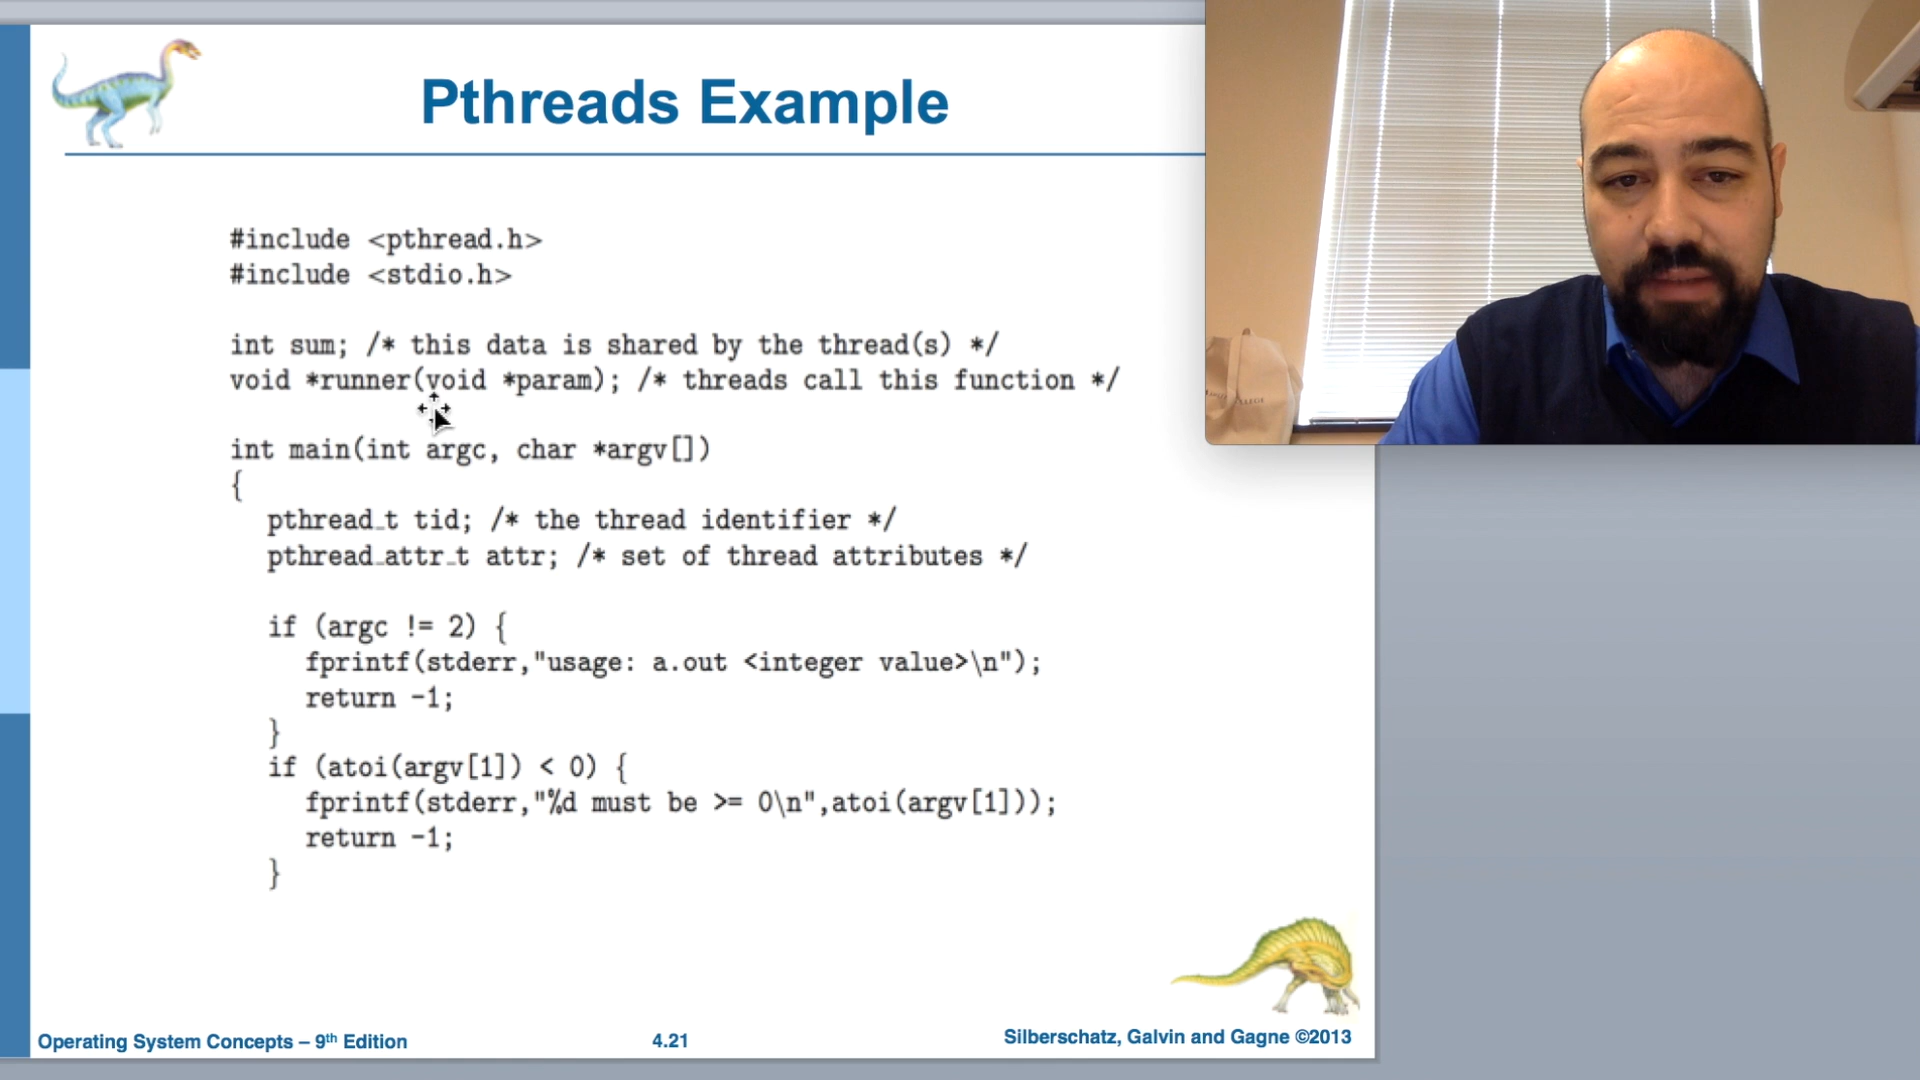 Pthreads Example
#include <pthread.h>
#include <stdio.h>
int sum; /* this data is shared by the thread(s) */
void *runner(void *param); /* threads call this function */
int main(int argc, char *argv[])
{
pthread_t tid; /* the thread identifier */
pthread_attr_t attr; /* set of thread attributes */
if (argc != 2) {
fprintf(stderr,"usage: a.out <integer value>\n");
return -1;
}
if (atoi(argv[1]) < 0) {
fprintf(stderr,"%d must be >= 0\n",atoi(argv[1]));
return -1;
}
Operating System Concepts – 9th Edition
4.21
Silberschatz, Galvin and Gagne ©2013